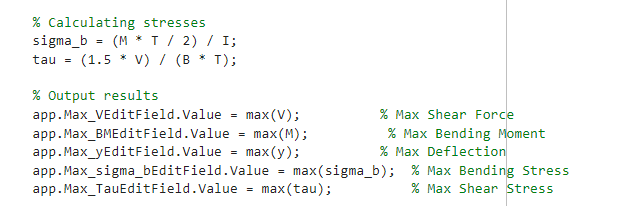 % Calculating stresses
sigma_b = (M * T / 2) / I;
tau = (1.5 * V) / (B * T);
% Output results
app.Max_VEditField.Value = max(V); % Max Shear Force
app.Max_BMEditField.Value = max(M); % Max Bending Moment
app.Max_yEditField.Value = max(y); % Max Deflection
app.Max_sigma_bEditField.Value = max(sigma_b); % Max Bending Stress
app.Max_TauEditField.Value = max(tau); % Max Shear Stress